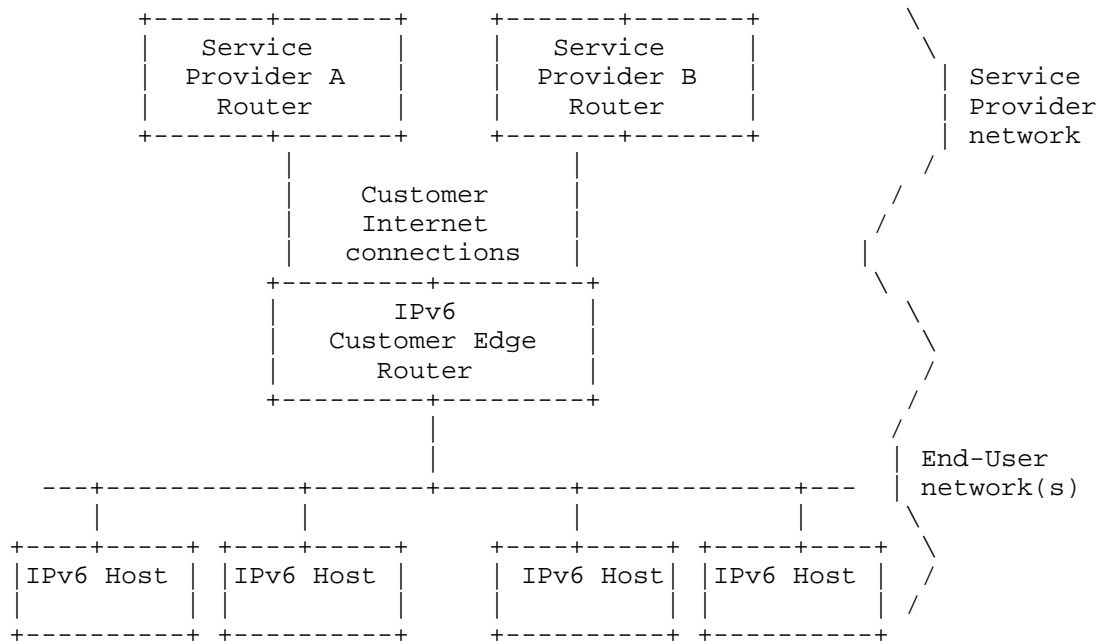 Service Service
Provider A Provider B Service
Router Router Provider
network
Customer
Internet
connections
IPv6
Customer Edge
Router
End-User
network(s)
IPv6 Host IPv6 Host IPv6 Host IPv6 Host